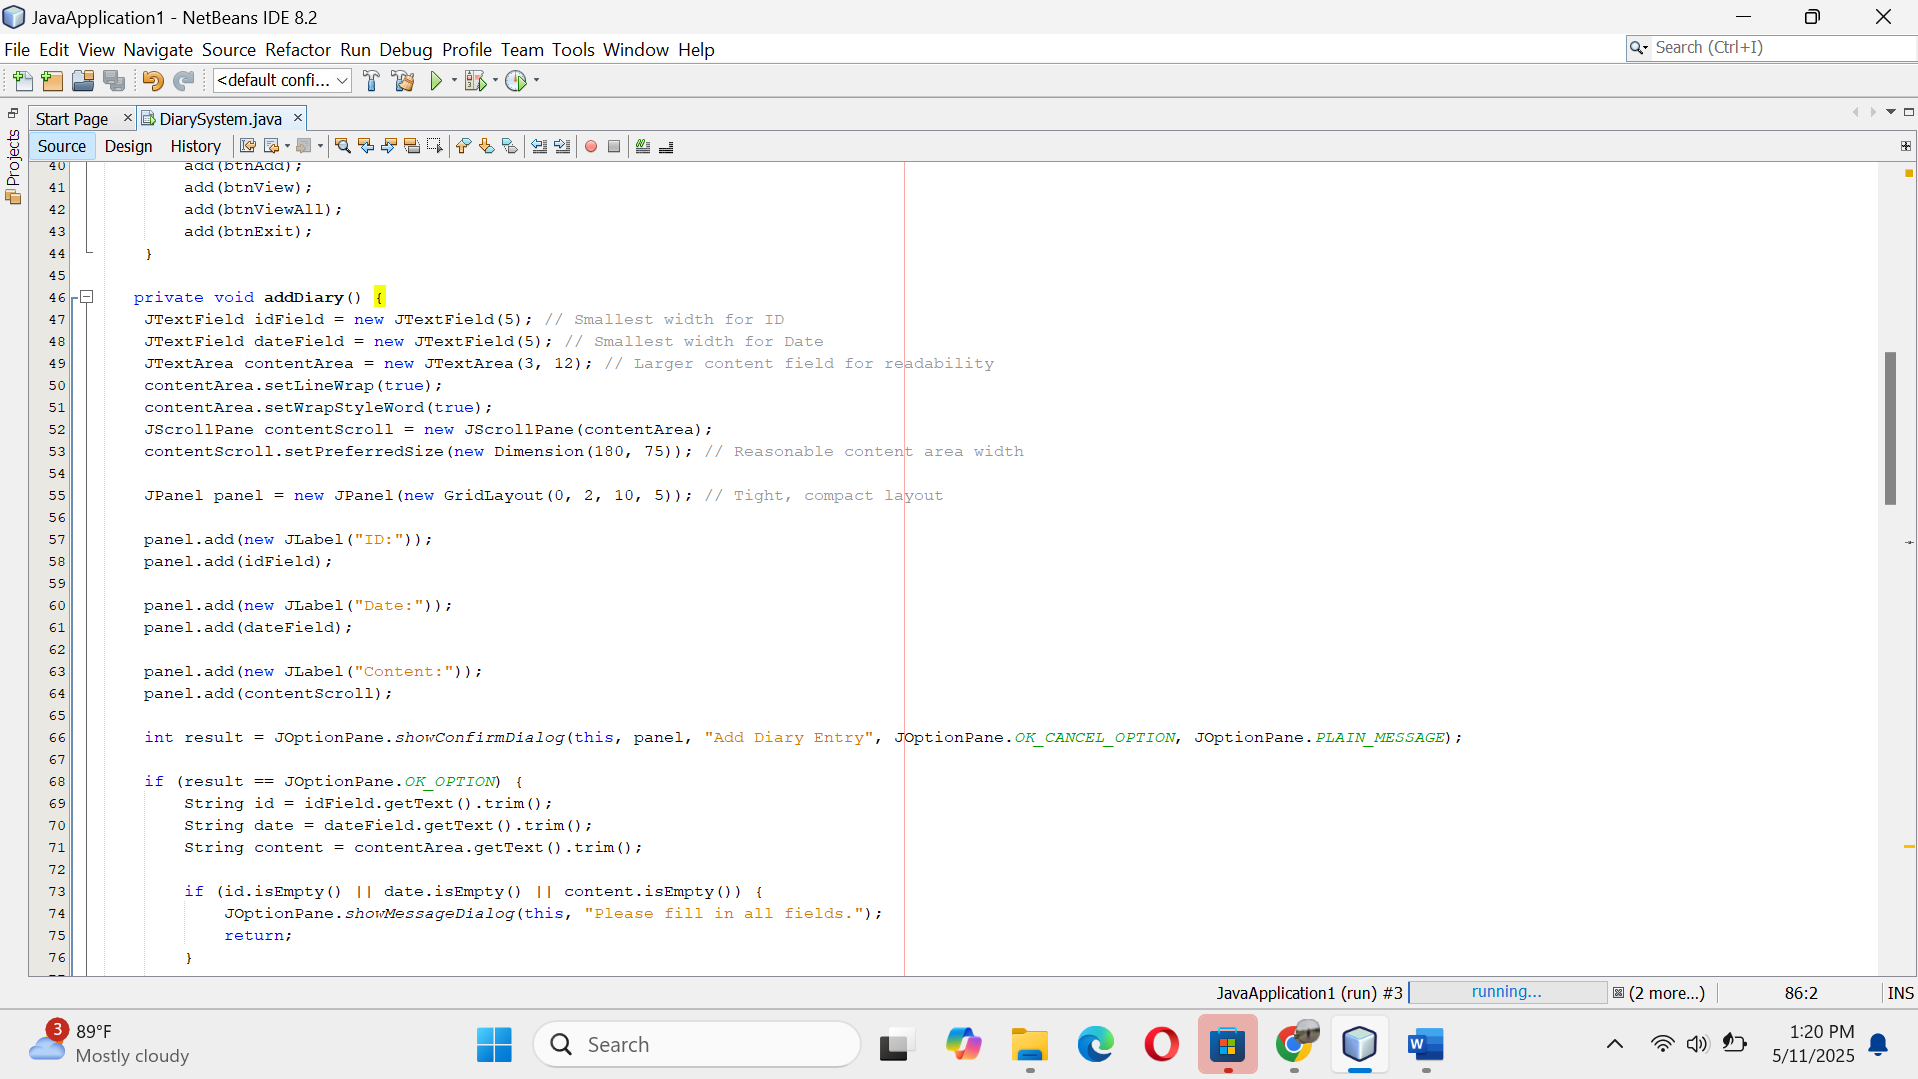 JavaApplication1 - NetBeans IDE 8.2
File Edit View Navigate Source Refactor Run Debug Profile Team Tools Window Help
Search (Ctrl+I)
<default confi...
Projects
Start Page
DiarySystem.java
Source Design History
40 add(btnAdd);
41 add(btnView);
42 add(btnViewAll);
43 add(btnExit);
44 }
45
46 private void addDiary() {
47 JTextField idField = new JTextField(5); // Smallest width for ID
48 JTextField dateField = new JTextField(5); // Smallest width for Date
49 JTextArea contentArea = new JTextArea(3, 12); // Larger content field for readability
50 contentArea.setLineWrap(true);
51 contentArea.setWrapStyleWord(true);
52 JScrollPane contentScroll = new JScrollPane(contentArea);
53 contentScroll.setPreferredSize(new Dimension(180, 75)); // Reasonable content area width
54
55 JPanel panel = new JPanel(new GridLayout(0, 2, 10, 5)); // Tight, compact layout
56
57 panel.add(new JLabel("ID:"));
58 panel.add(idField);
59
60 panel.add(new JLabel("Date:"));
61 panel.add(dateField);
62
63 panel.add(new JLabel("Content:"));
64 panel.add(contentScroll);
65
66 int result = JOptionPane.showConfirmDialog(this, panel, "Add Diary Entry", JOptionPane.OK_CANCEL_OPTION, JOptionPane.PLAIN_MESSAGE);
67
68 if (result == JOptionPane.OK_OPTION) {
69 String id = idField.getText().trim();
70 String date = dateField.getText().trim();
71 String content = contentArea.getText().trim();
72
73 if (id.isEmpty() || date.isEmpty() || content.isEmpty()) {
74 JOptionPane.showMessageDialog(this, "Please fill in all fields.");
75 return;
76 }
JavaApplication1 (run) #3 running... (2 more...) 86:2 INS
3
89°F
Mostly cloudy
Search
W
1:20 PM
5/11/2025